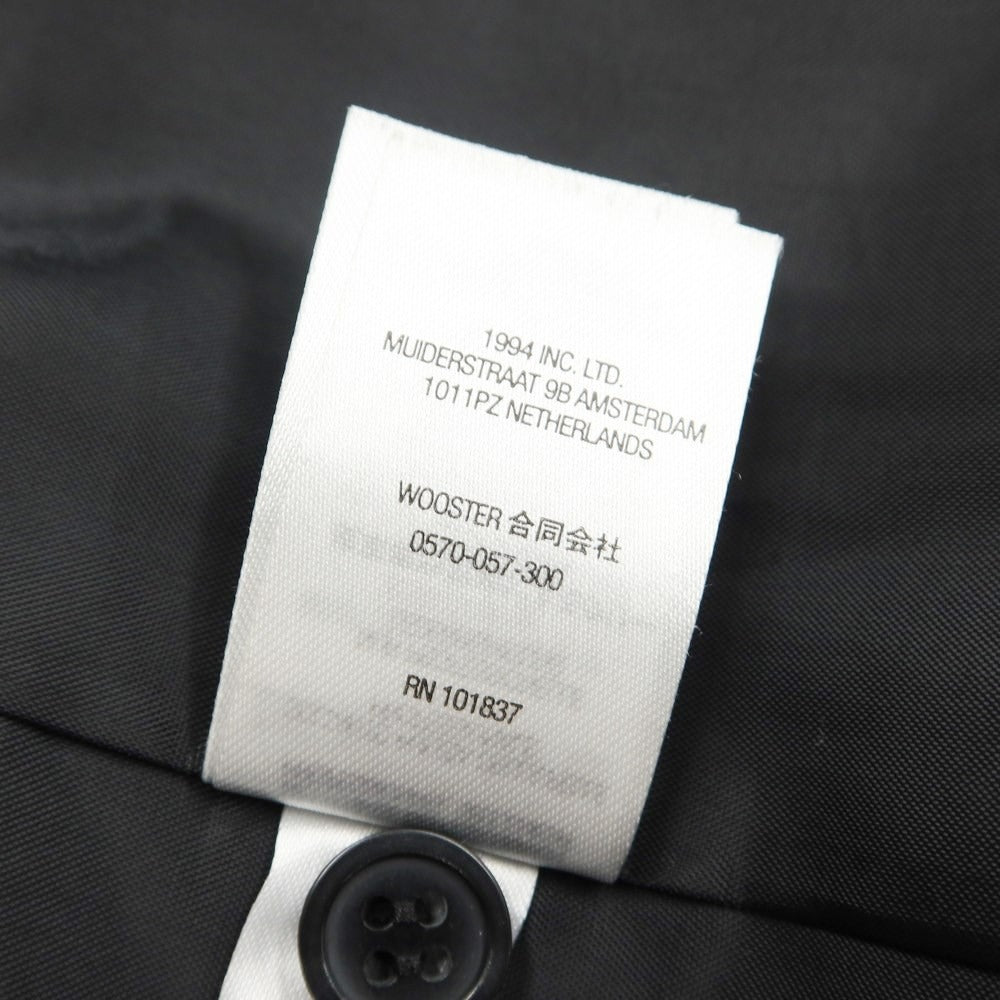 1994 INC. LTD.
MUIDERSTRAAT 9B AMSTERDAM
1011PZ NETHERLANDS
WOOSTER 合同会社
0570-057-300
RN 101837